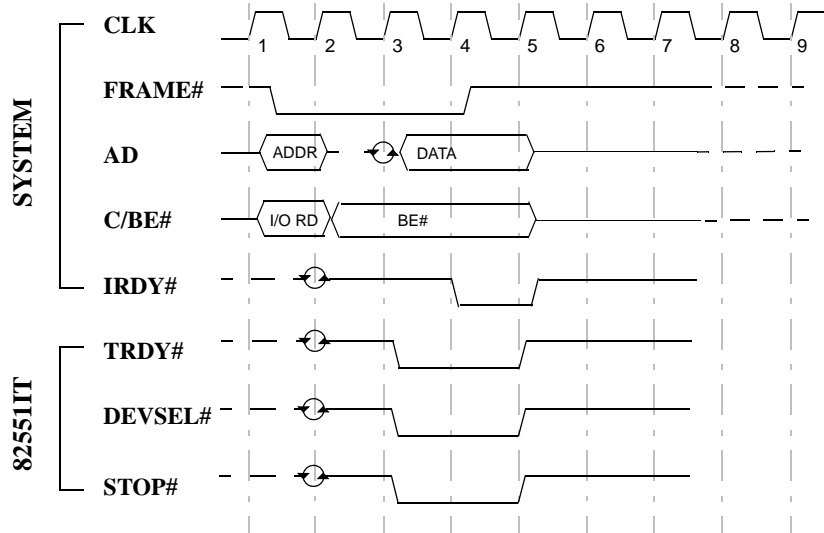 SYSTEM
CLK
1 2 3 4 5 6 7 8 9
FRAME#
AD
ADDR DATA
C/BE#
I/O RD BE#
IRDY#
82551IT
TRDY#
DEVSEL#
STOP#